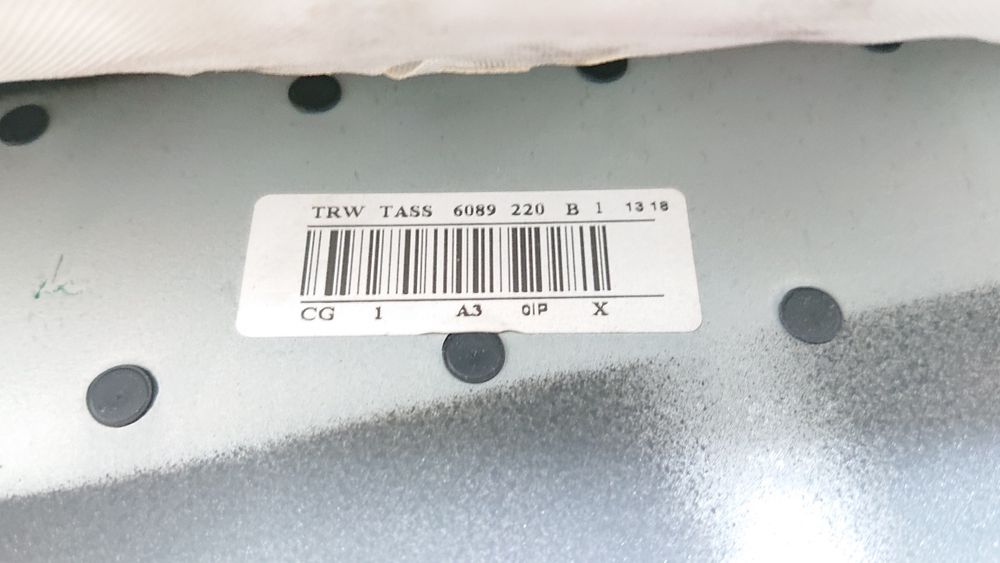 TRW TASS 6089 220 B 1 13 18
CG 1 A3 0IP X